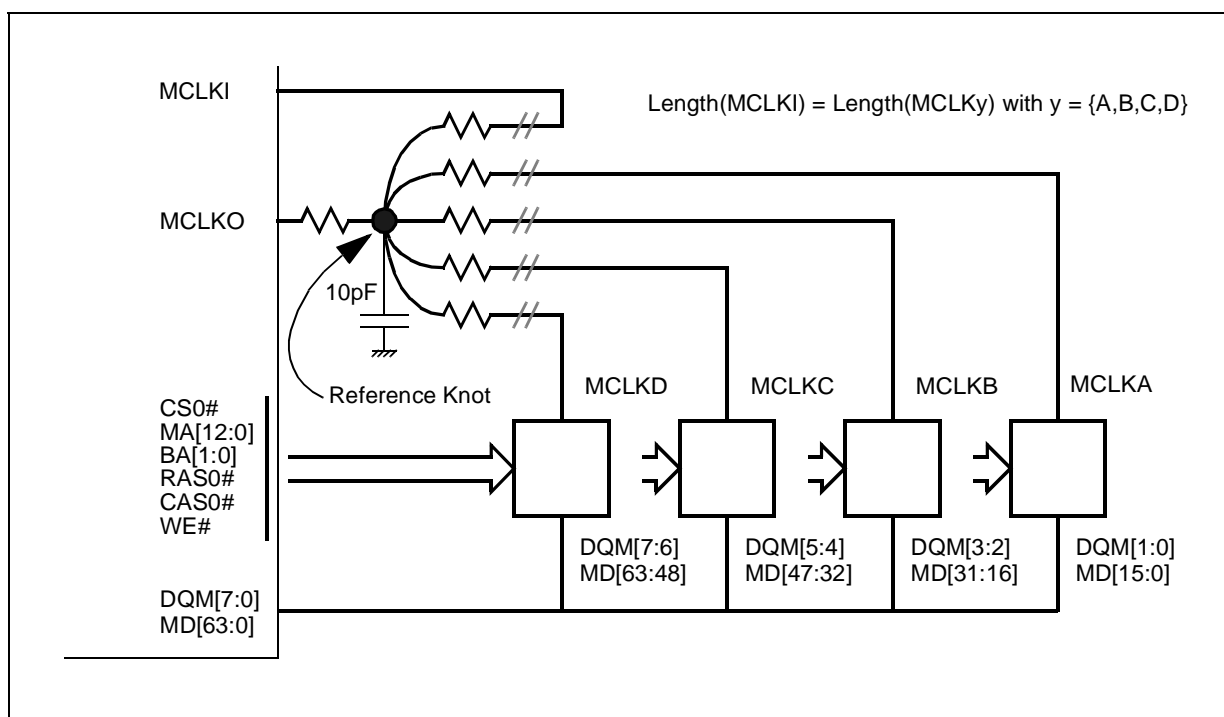 MCLKI
Length(MCLKI) = Length(MCLKy) with y = {A,B,C,D}
MCLKO
10pF
Reference Knot
MCLKD
MCLKC
MCLKB
MCLKA
CS0#
MA[12:0]
BA[1:0]
RAS0#
CAS0#
WE#
DQM[7:6]
MD[63:48]
DQM[5:4]
MD[47:32]
DQM[3:2]
MD[31:16]
DQM[1:0]
MD[15:0]
DQM[7:0]
MD[63:0]